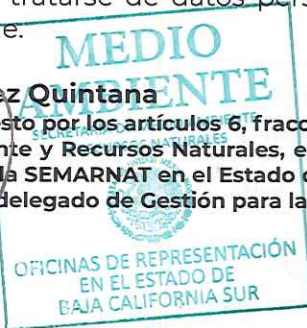 tratarse de datos pers
e.
MEDIO
AMBIENTE
ez Quintana
SECRETARÍA DE MEDIO AMBIENTE
sto por los artículos 6, fracc
Y RECURSOS NATURALES
nte y Recursos Naturales, e
la SEMARNAT en el Estado d
delegado de Gestión para la
OFICINAS DE REPRESENTACIÓN
EN EL ESTADO DE
BAJA CALIFORNIA SUR